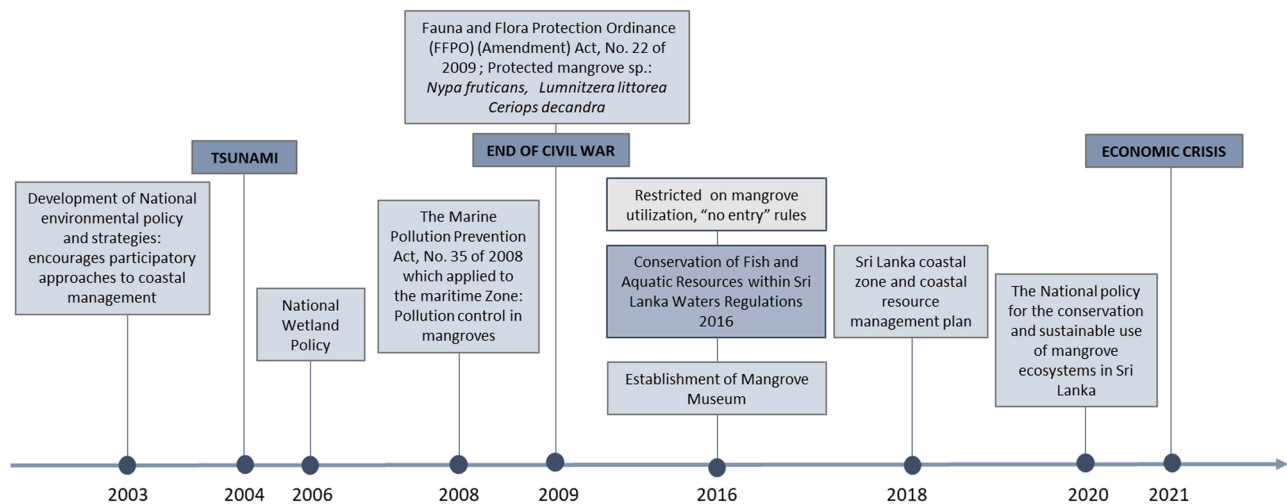 Fauna and Flora Protection Ordinance
(FFPO) (Amendment) Act, No. 22 of
2009 ; Protected mangrove sp.:
Nypa fruticans, Lumnitzera littorea
Ceriops decandra
TSUNAMI
END OF CIVIL WAR
ECONOMIC CRISIS
Development of National
environmental policy
and strategies:
encourages participatory
approaches to coastal
management
National
Wetland
Policy
The Marine
Pollution Prevention
Act, No. 35 of 2008
which applied to
the maritime Zone:
Pollution control in
mangroves
Restricted on mangrove
utilization, “no entry” rules
Conservation of Fish and
Aquatic Resources within Sri
Lanka Waters Regulations
2016
Establishment of Mangrove
Museum
Sri Lanka coastal
zone and coastal
resource
management plan
The National policy
for the conservation
and sustainable use
of mangrove
ecosystems in Sri
Lanka
2003
2004
2006
2008
2009
2016
2018
2020
2021